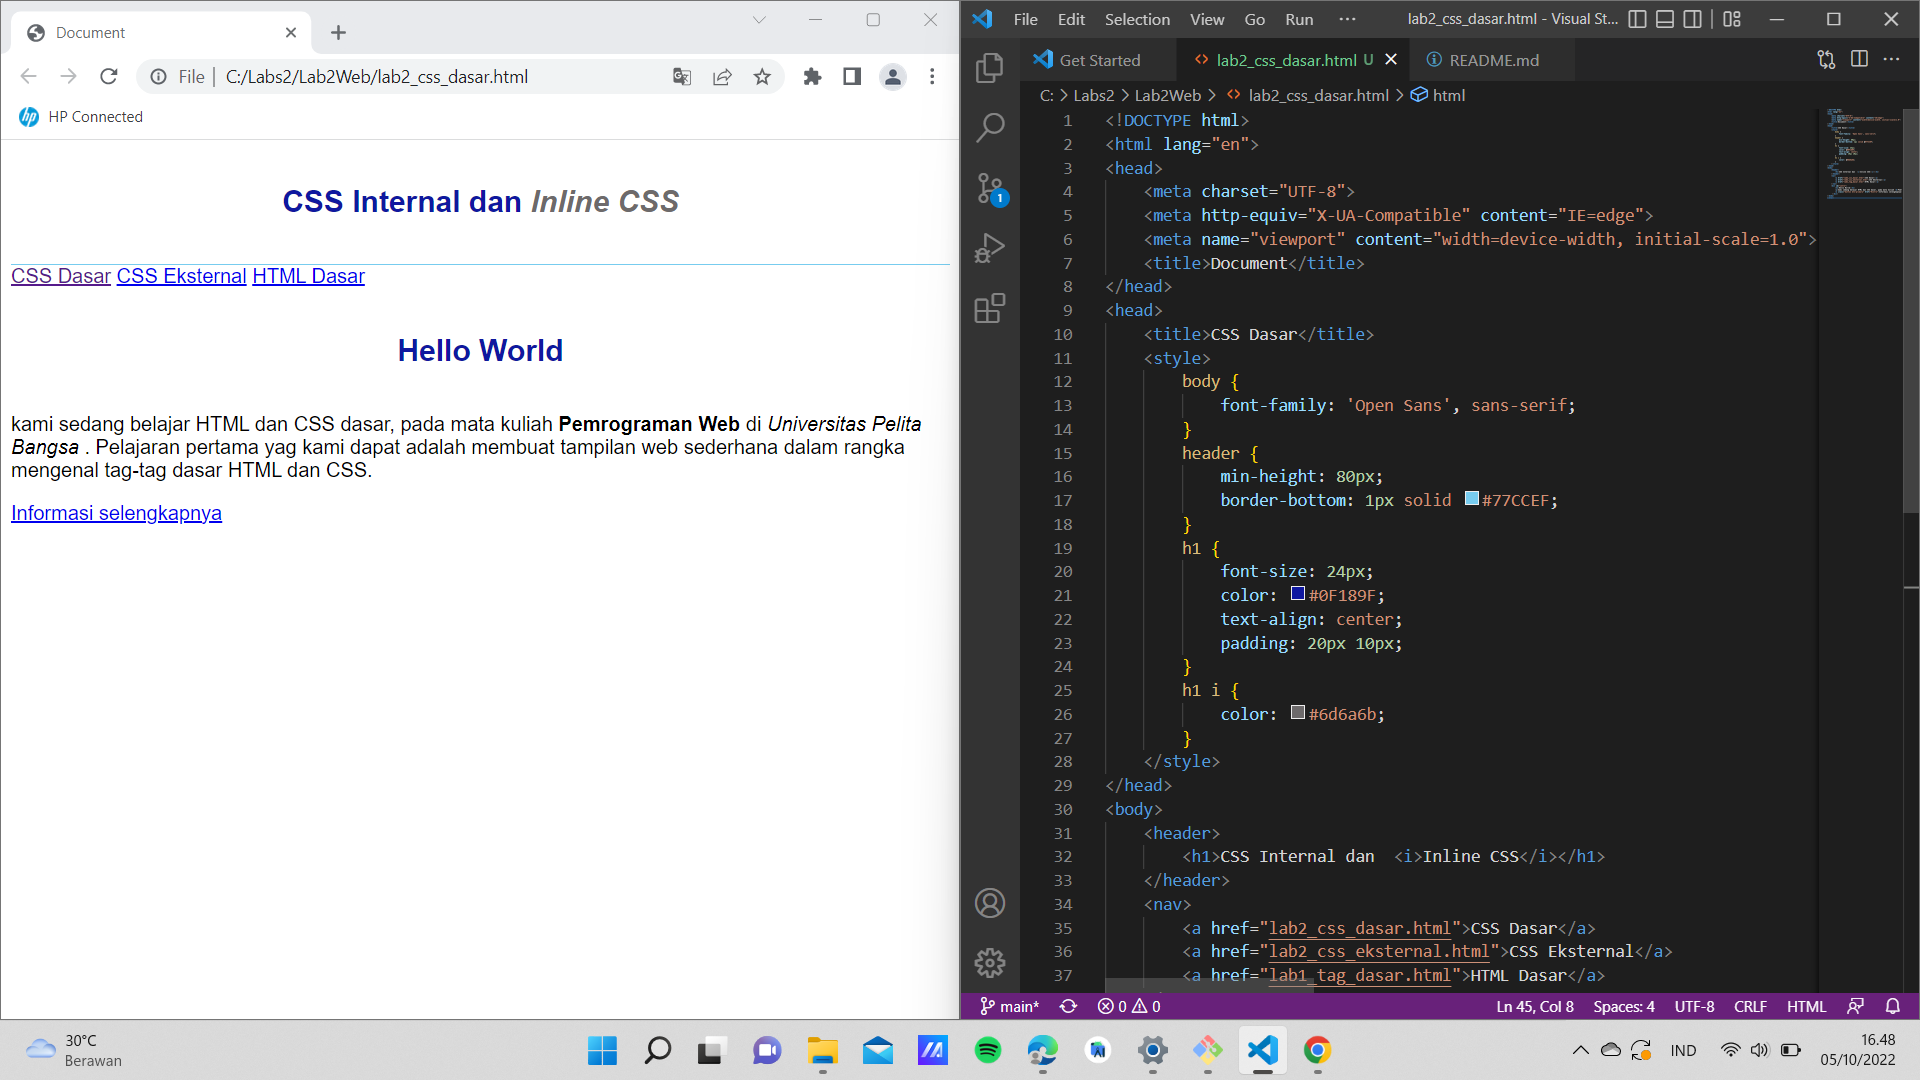 Document
File
C:/Labs2/Lab2Web/lab2_css_dasar.html
HP Connected
CSS Internal dan Inline CSS
CSS Dasar CSS Eksternal HTML Dasar
Hello World
kami sedang belajar HTML dan CSS dasar, pada mata kuliah Pemrograman Web di Universitas Pelita
Bangsa . Pelajaran pertama yag kami dapat adalah membuat tampilan web sederhana dalam rangka
mengenal tag-tag dasar HTML dan CSS.
Informasi selengkapnya
File Edit Selection View Go Run ··· lab2_css_dasar.html - Visual St...
Get Started lab2_css_dasar.html U README.md
C: > Labs2 > Lab2Web > lab2_css_dasar.html > html
1 <!DOCTYPE html>
2 <html lang="en">
3 <head>
4 <meta charset="UTF-8">
5 <meta http-equiv="X-UA-Compatible" content="IE=edge">
6 <meta name="viewport" content="width=device-width, initial-scale=1.0">
7 <title>Document</title>
8 </head>
9 <head>
10 <title>CSS Dasar</title>
11 <style>
12 body {
13 font-family: 'Open Sans', sans-serif;
14 }
15 header {
16 min-height: 80px;
17 border-bottom: 1px solid #77CCEF;
18 }
19 h1 {
20 font-size: 24px;
21 color: #0F189F;
22 text-align: center;
23 padding: 20px 10px;
24 }
25 h1 i {
26 color: #6d6a6b;
27 }
28 </style>
29 </head>
30 <body>
31 <header>
32 <h1>CSS Internal dan  <i>Inline CSS</i></h1>
33 </header>
34 <nav>
35 <a href="lab2_css_dasar.html">CSS Dasar</a>
36 <a href="lab2_css_eksternal.html">CSS Eksternal</a>
37 <a href="lab1_tag_dasar.html">HTML Dasar</a>
1
main* 0 0 Ln 45, Col 8 Spaces: 4 UTF-8 CRLF HTML
30°C
Berawan
IND
16.48
05/10/2022